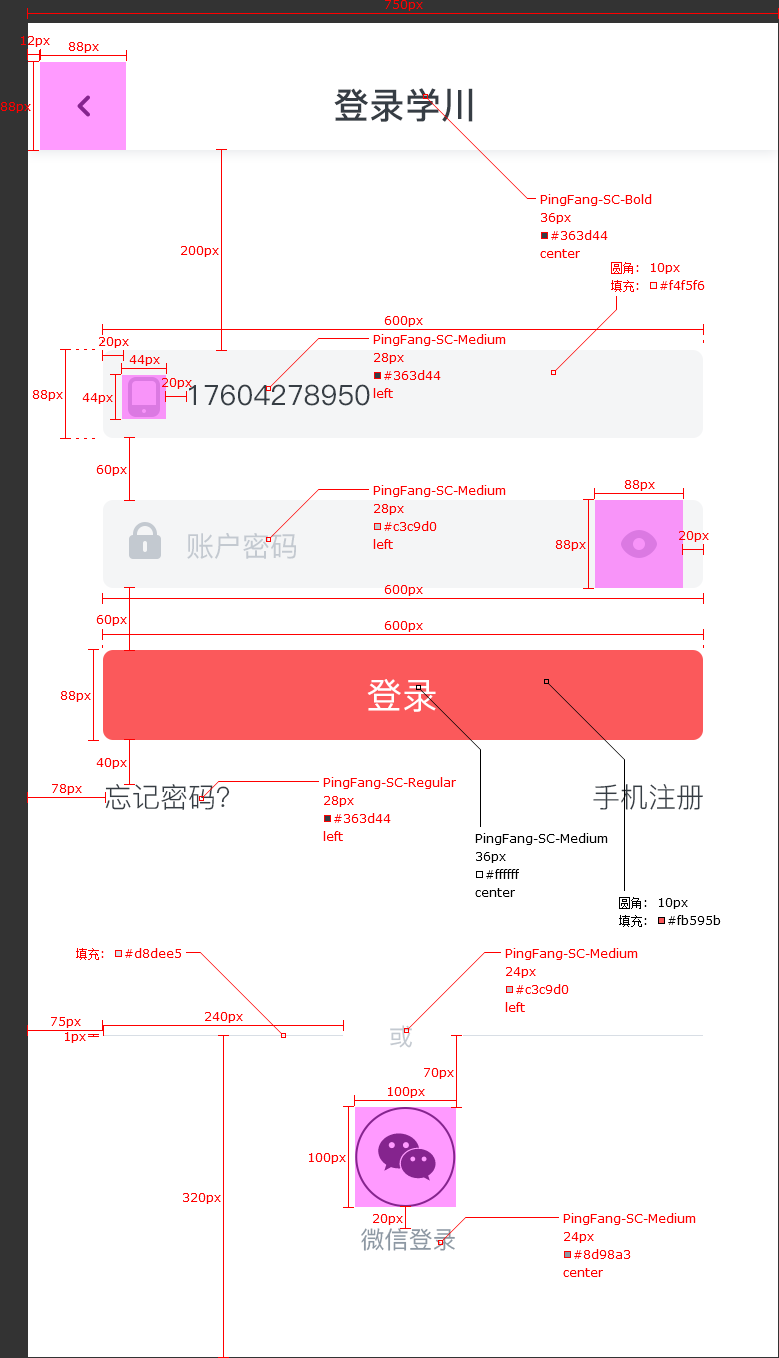 750px
12px
88px
88px
登录学川
PingFang-SC-Bold
36px
#363d44
center
200px
圆角: 10px
填充: #f4f5f6
600px
20px
44px
88px
44px
20px
17604278950
PingFang-SC-Medium
28px
#363d44
left
60px
账户密码
PingFang-SC-Medium
28px
#c3c9d0
left
88px
88px
20px
600px
60px
600px
88px
登录
40px
78px
忘记密码?
PingFang-SC-Regular
28px
#363d44
left
手机注册
PingFang-SC-Medium
36px
#ffffff
center
圆角: 10px
填充: #fb595b
填充: #d8dee5
PingFang-SC-Medium
24px
#c3c9d0
left
75px
240px
1px
或
70px
100px
100px
320px
20px
微信登录
PingFang-SC-Medium
24px
#8d98a3
center